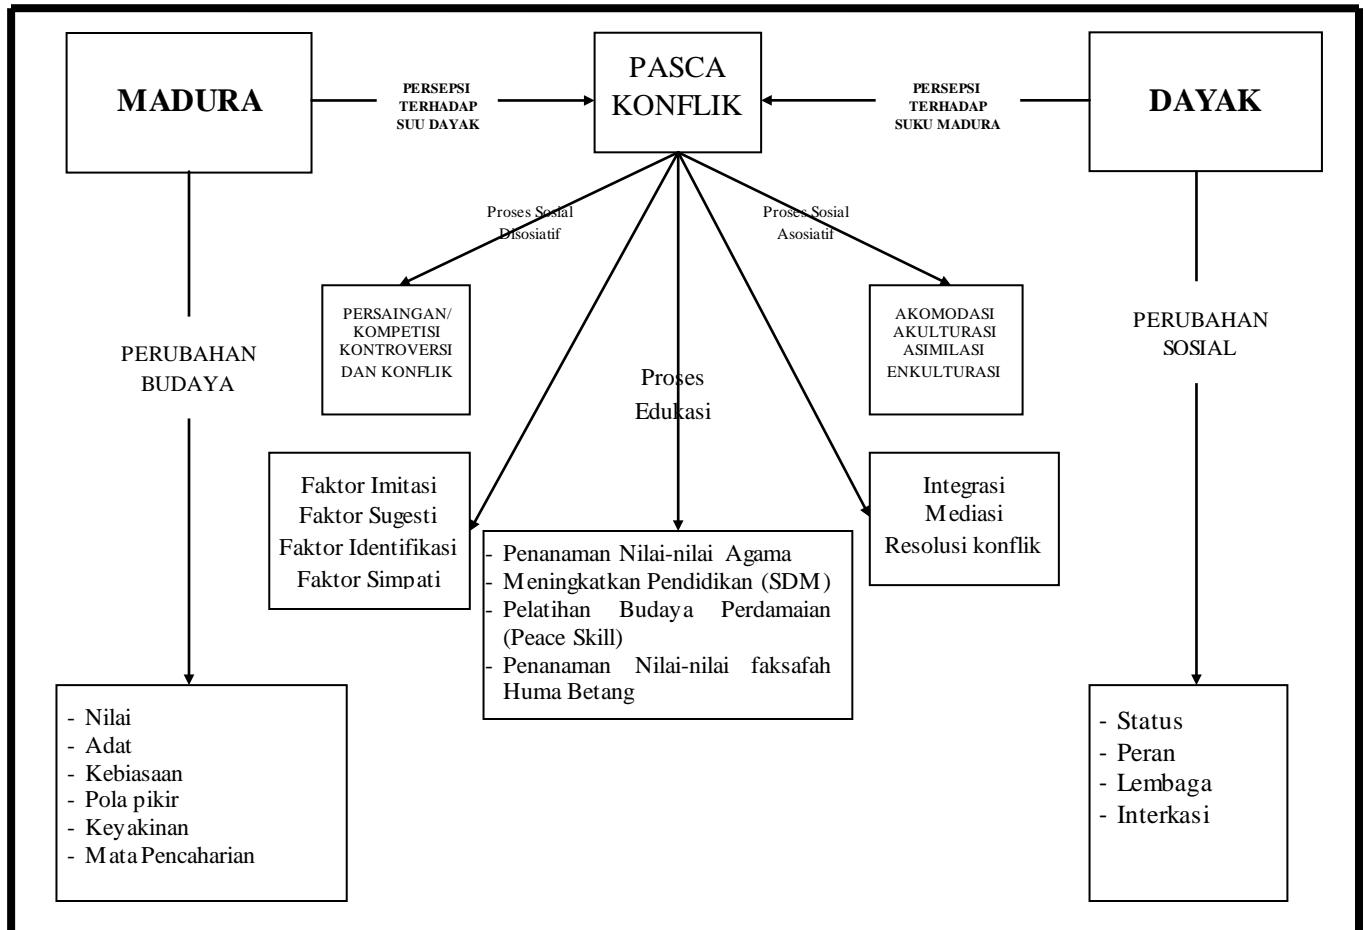 MADURA
PERSEPSI
TERHADAP
SUU DAYAK
PASCA
KONFLIK
PERSEPSI
TERHADAP
SUKU MADURA
DAYAK
Proses Sosial
Disosiatif
Proses Sosial
Asosiatif
PERSAINGAN/
KOMPETISI
KONTROVERSI
DAN KONFLIK
AKOMODASI
AKULTURASI
ASIMILASI
ENKULTURASI
PERUBAHAN
BUDAYA
Proses
Edukasi
PERUBAHAN
SOSIAL
Faktor Imitasi
Faktor Sugesti
Faktor Identifikasi
Faktor Simpati
- Penanaman Nilai-nilai Agama
- Meningkatkan Pendidikan (SDM)
- Pelatihan Budaya Perdamaian
(Peace Skill)
- Penanaman Nilai-nilai faksafah
Huma Betang
Integrasi
Mediasi
Resolusi konflik
- Nilai
- Adat
- Kebiasaan
- Pola pikir
- Keyakinan
- Mata Pencaharian
- Status
- Peran
- Lembaga
- Interkasi